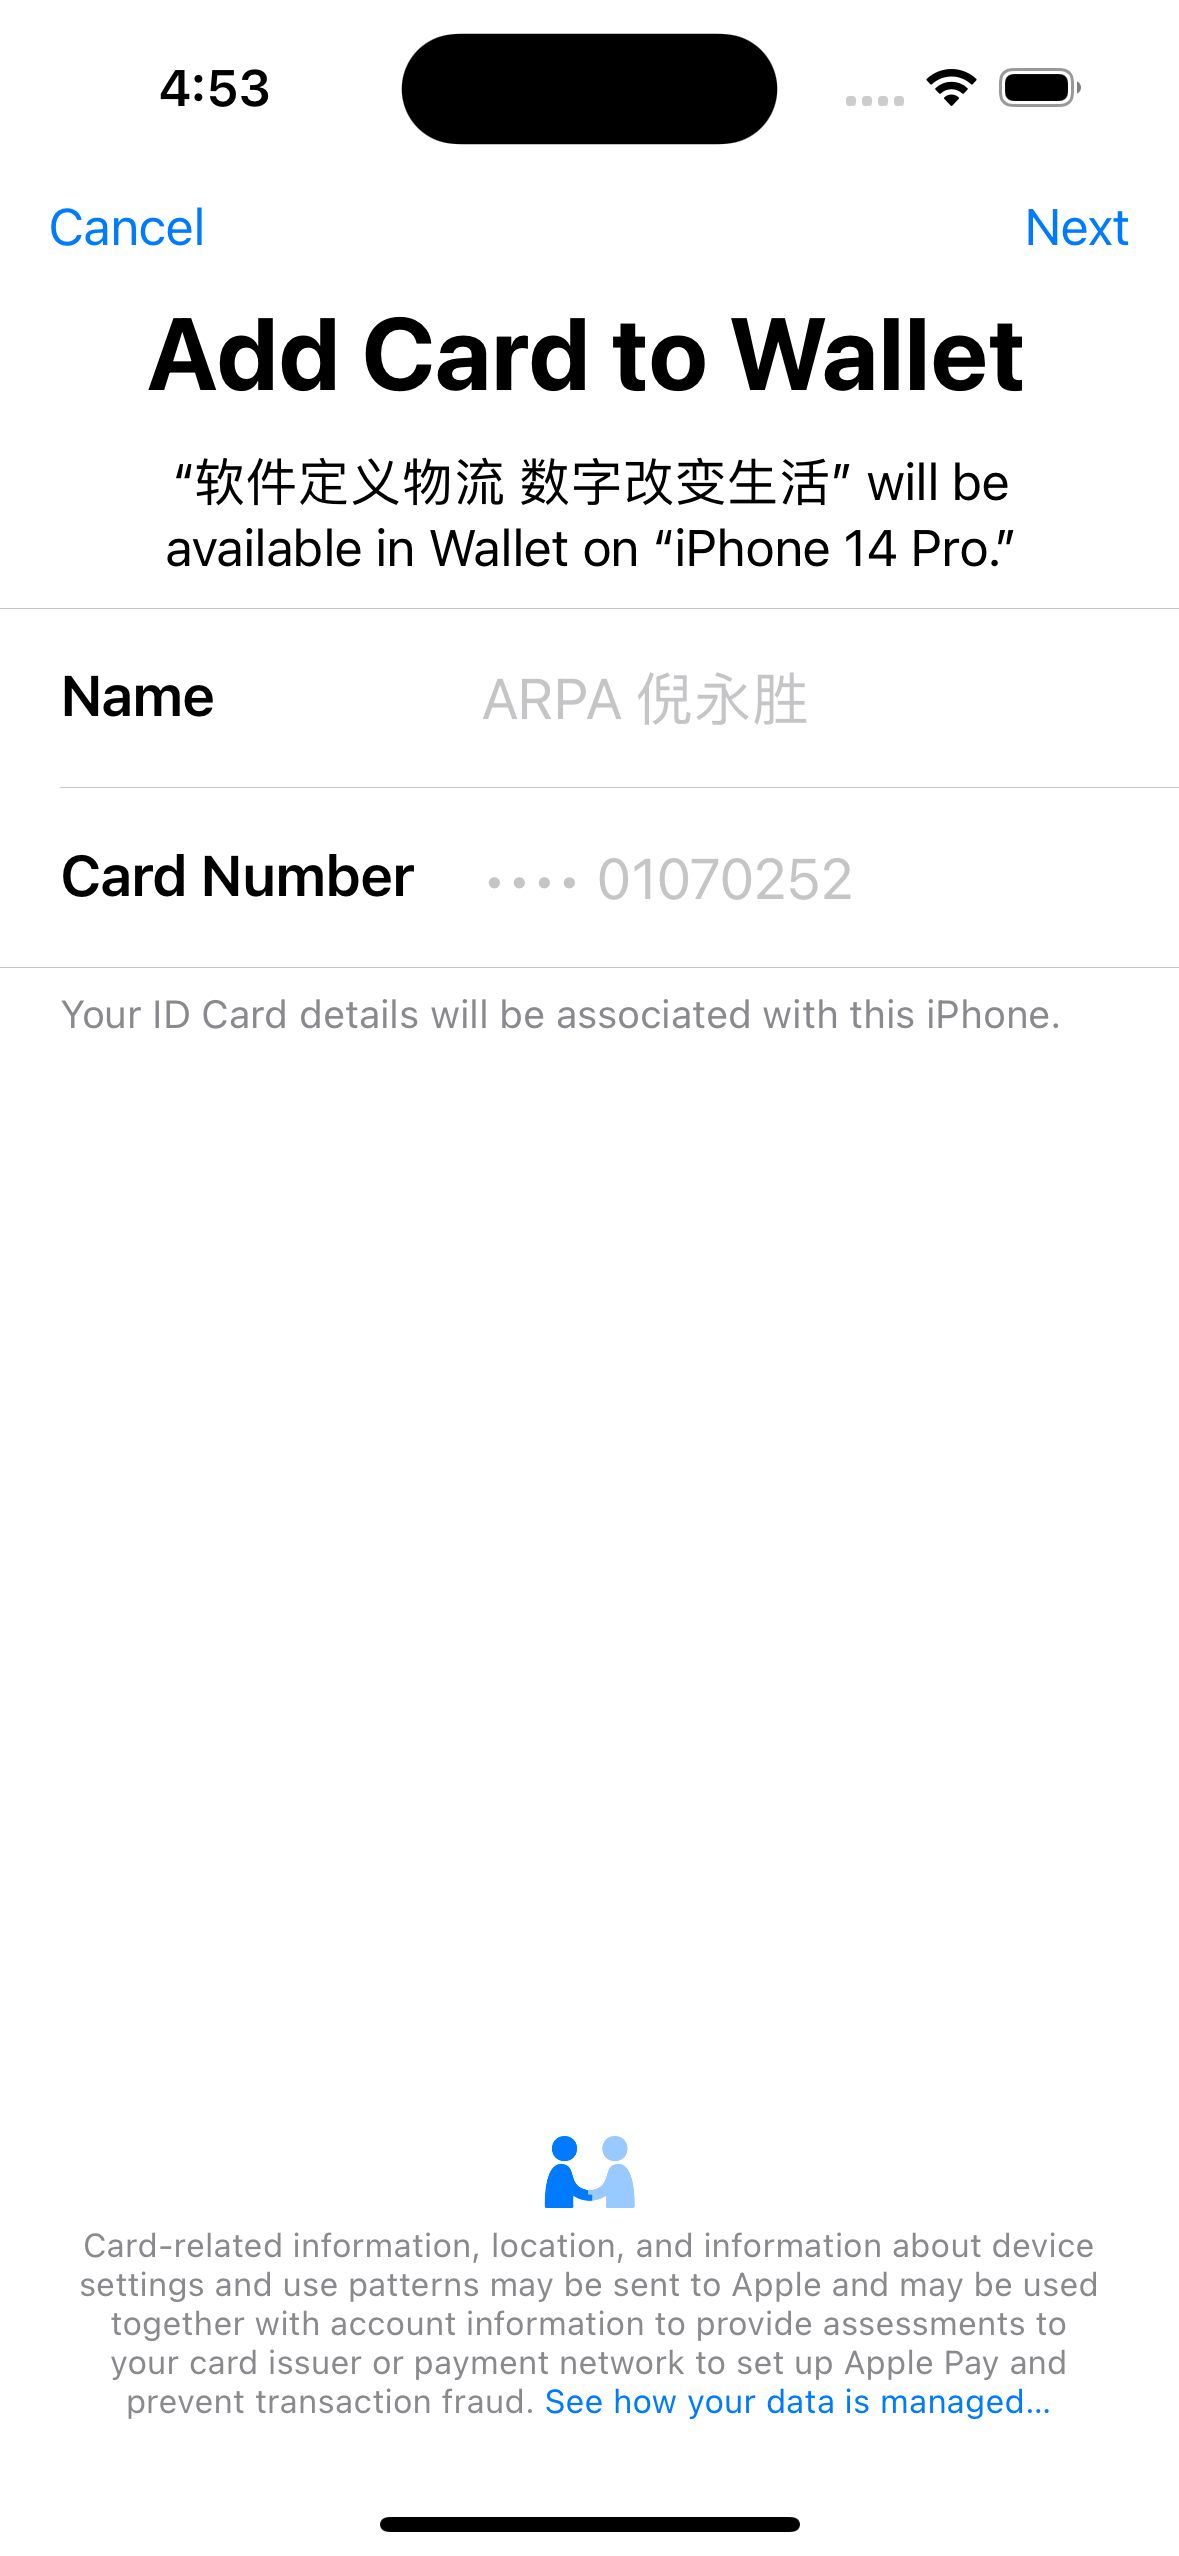 4:53
Cancel
Next
Add Card to Wallet
“软件定义物流 数字改变生活” will be
available in Wallet on “iPhone 14 Pro.”
Name
ARPA 倪永胜
Card Number
•••• 01070252
Your ID Card details will be associated with this iPhone.
Card-related information, location, and information about device
settings and use patterns may be sent to Apple and may be used
together with account information to provide assessments to
your card issuer or payment network to set up Apple Pay and
prevent transaction fraud. See how your data is managed...